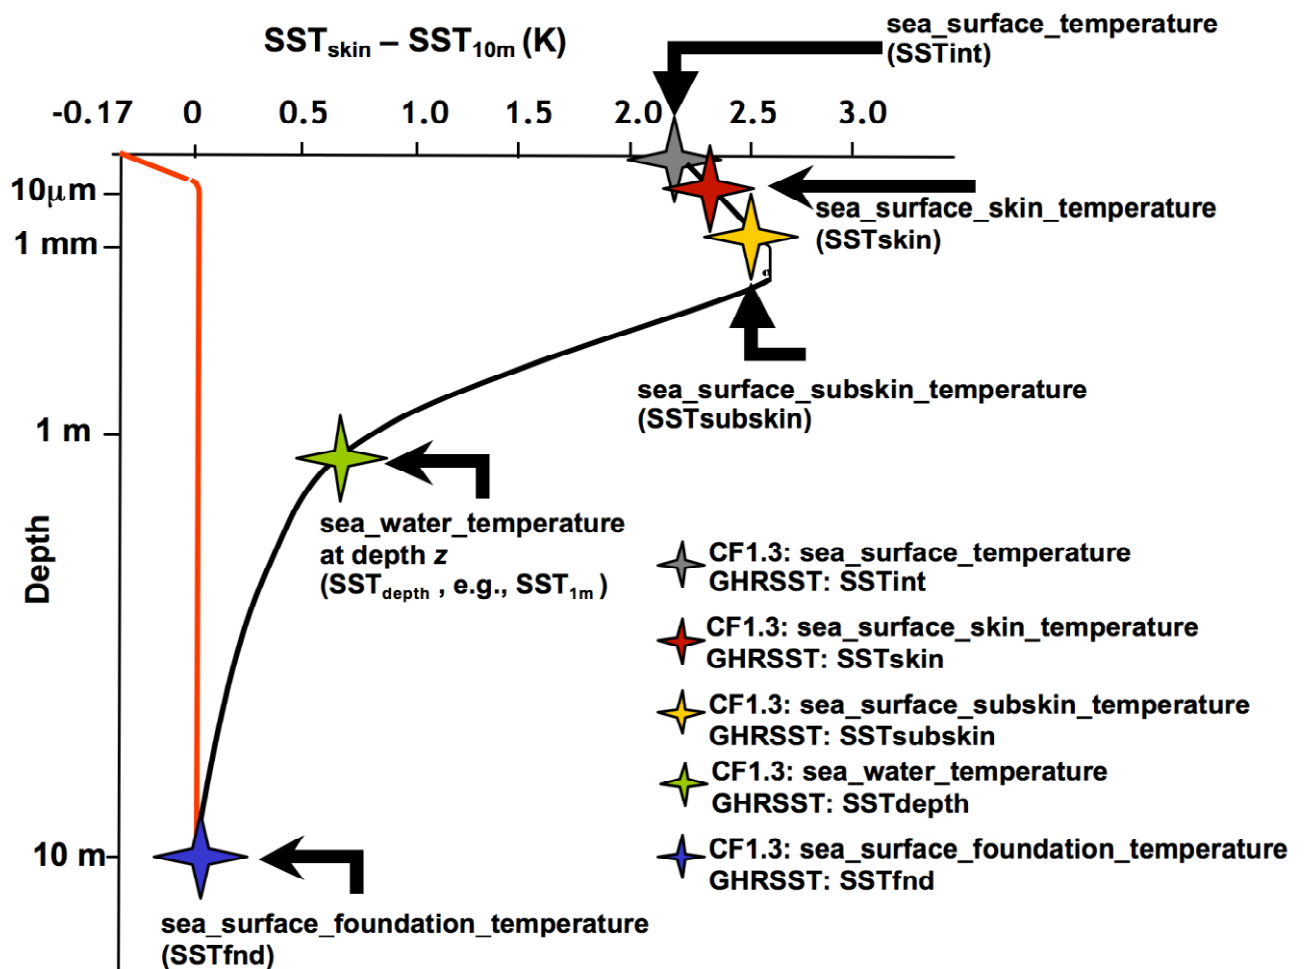 sea_surface_temperature
(SSTint)
SSTskin – SST10m (K)
-0.17 0 0.5 1.0 1.5 2.0 2.5 3.0
10μm
sea_surface_skin_temperature
(SSTskin)
1 mm
sea_surface_subskin_temperature
(SSTsubskin)
1 m
sea_water_temperature
at depth z
(SSTdepth , e.g., SST1m )
Depth
CF1.3: sea_surface_temperature
GHRSST: SSTint
CF1.3: sea_surface_skin_temperature
GHRSST: SSTskin
CF1.3: sea_surface_subskin_temperature
GHRSST: SSTsubskin
CF1.3: sea_water_temperature
GHRSST: SSTdepth
CF1.3: sea_surface_foundation_temperature
GHRSST: SSTfnd
10 m
sea_surface_foundation_temperature
(SSTfnd)